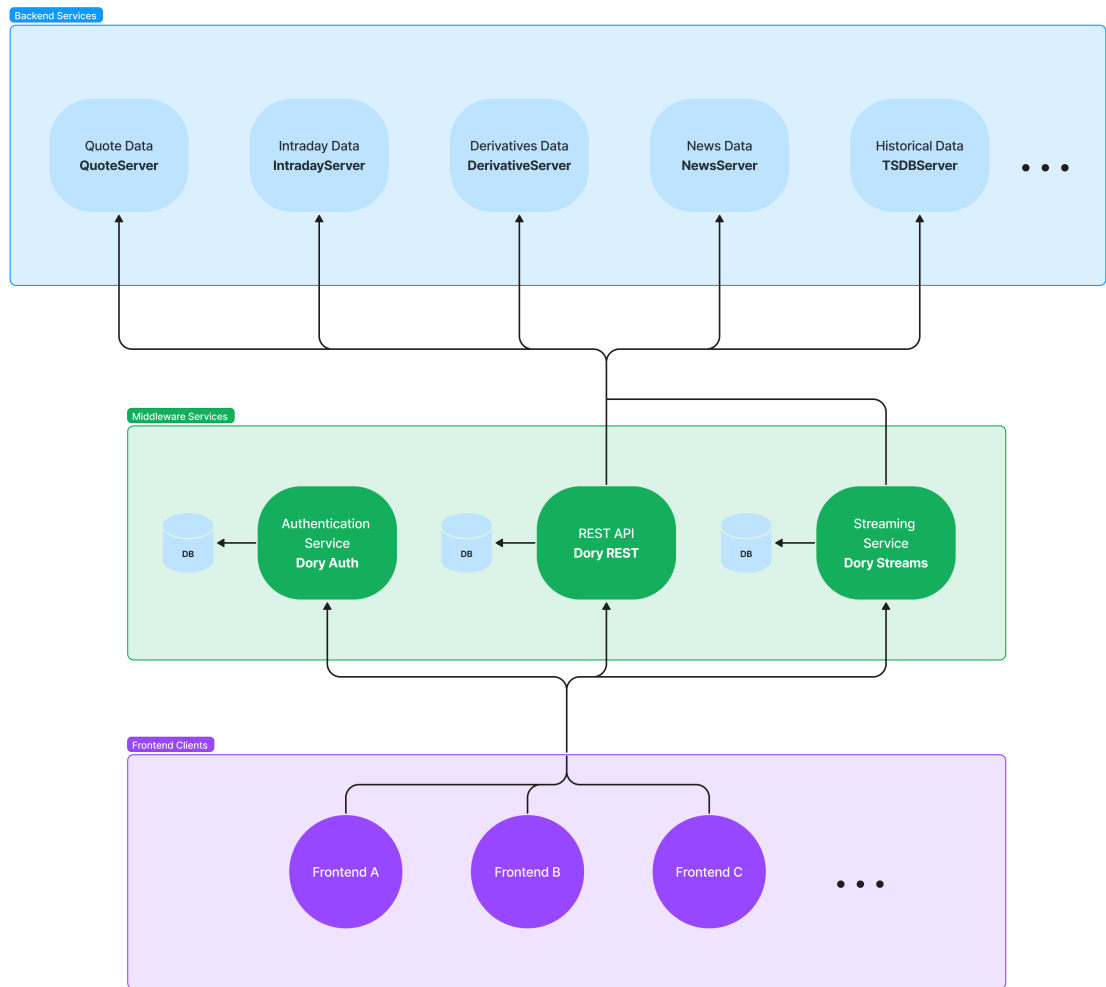 Backend Services
Quote Data
QuoteServer
Intraday Data
IntradayServer
Derivatives Data
DerivativeServer
News Data
NewsServer
Historical Data
TSDBServer
Middleware Services
DB
Authentication
Service
Dory Auth
DB
REST API
Dory REST
DB
Streaming
Service
Dory Streams
Frontend Clients
Frontend A
Frontend B
Frontend C